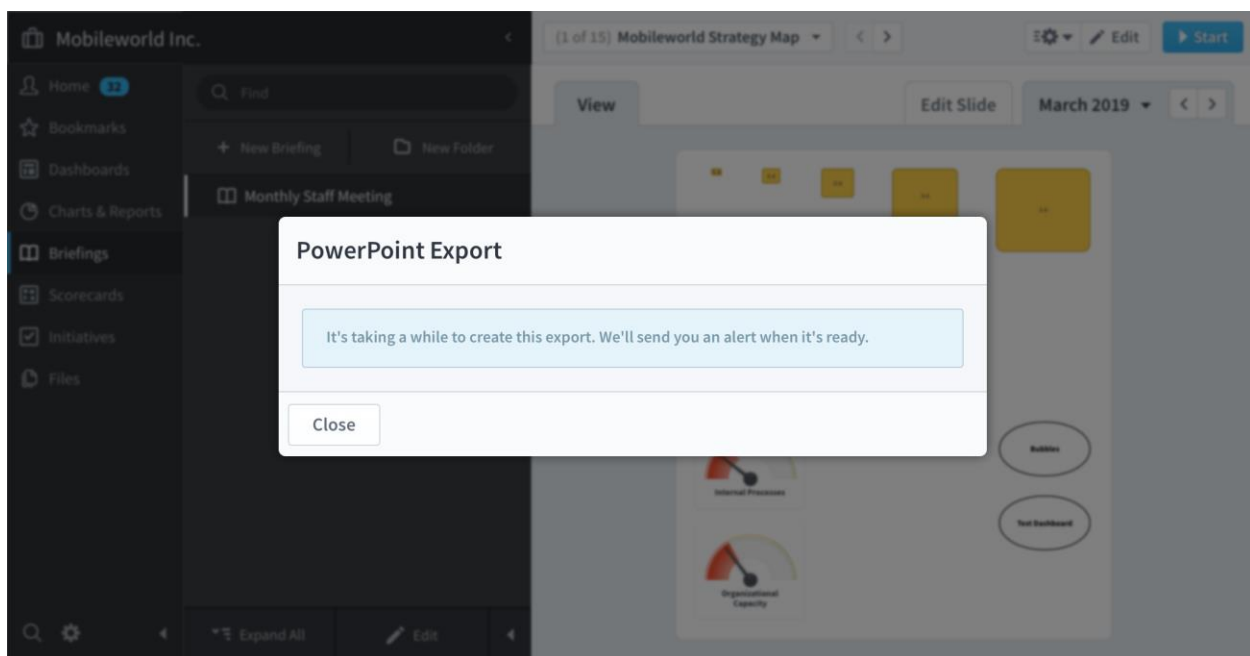 Mobileworld Inc.
Home 32
Bookmarks
Dashboards
Charts & Reports
Briefings
Scorecards
Initiatives
Files
Find
+ New Briefing
New Folder
Monthly Staff Meeting
Expand All
Edit
(1 of 15) Mobileworld Strategy Map
Edit
Start
View
Edit Slide
March 2019
PowerPoint Export
It's taking a while to create this export. We'll send you an alert when it's ready.
Close
Internal Processes
Organizational
Capacity
Bubbles
Test Dashboard